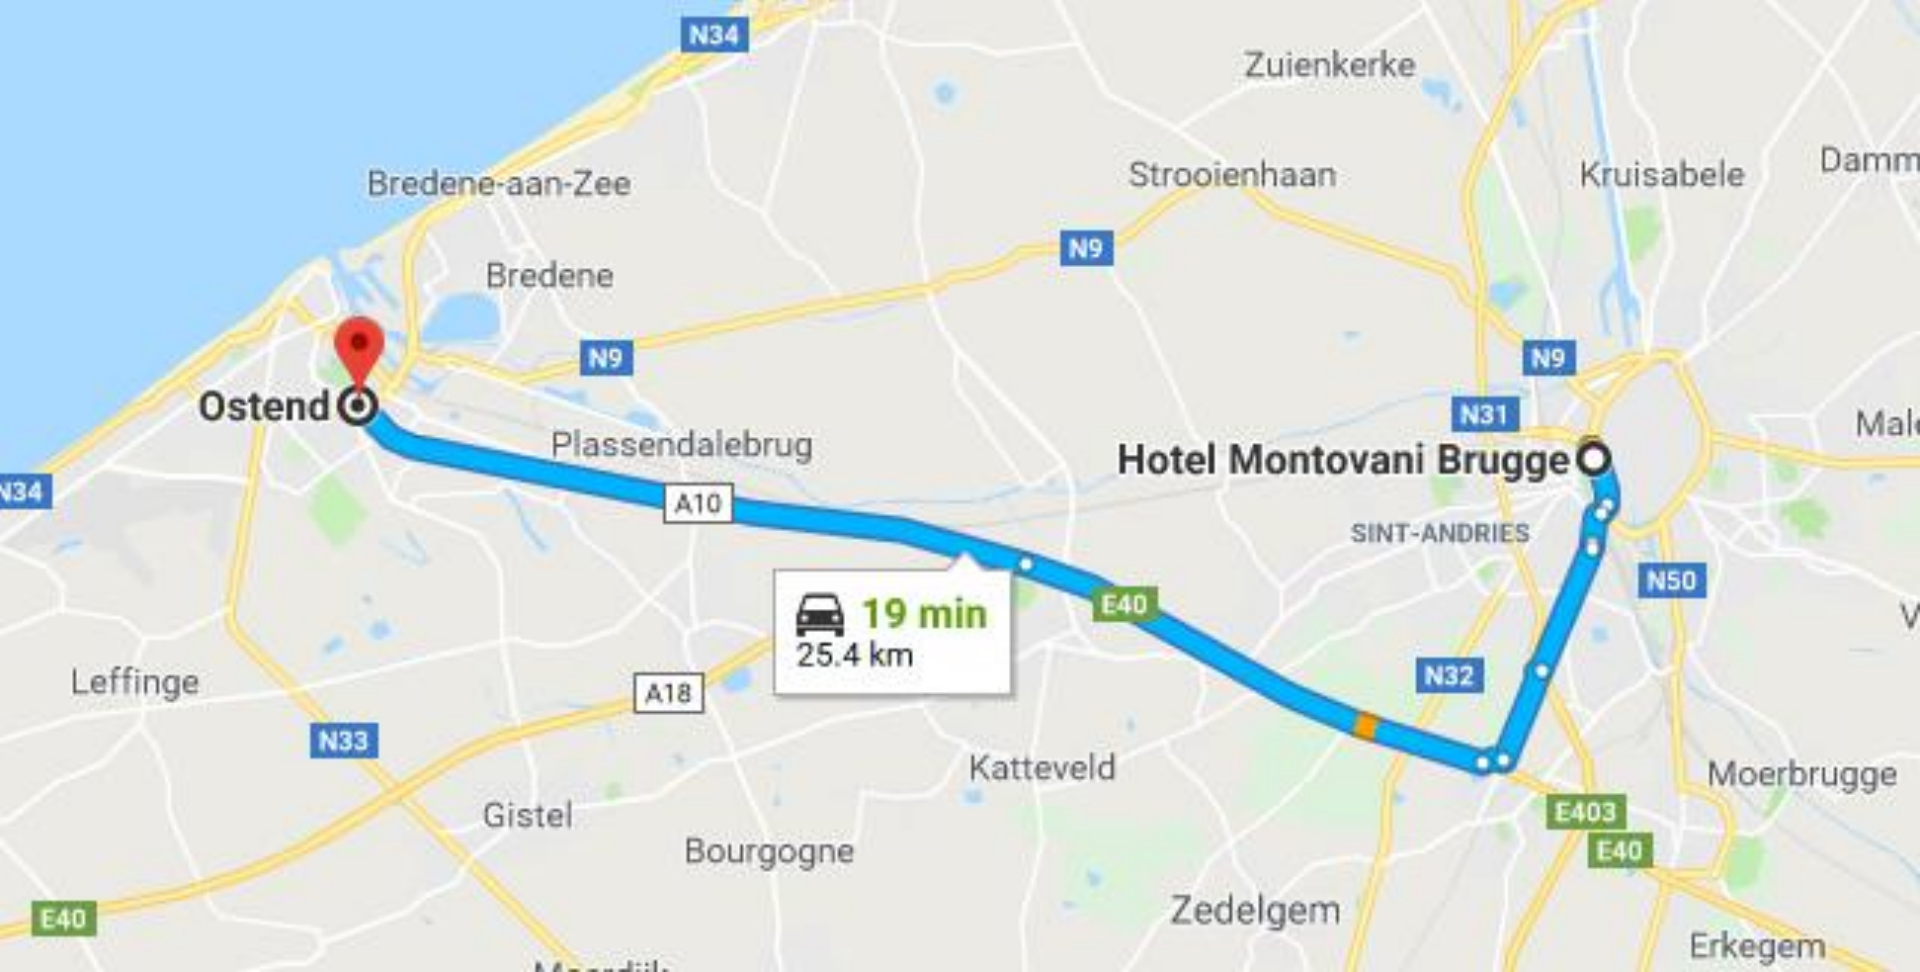 N34
Zuienkerke
Bredene-aan-Zee
Strooienhaan
Kruisabele
Damm
N9
Bredene
N9
N9
Ostend
N31
Male
Plassendalebrug
Hotel Montovani Brugge
N34
A10
SINT-ANDRIES
N50
E40
19 min
25.4 km
V
Leffinge
A18
N32
N33
Katteveld
Moerbrugge
Gistel
E403
Bourgogne
E40
E40
Zedelgem
Erkegem